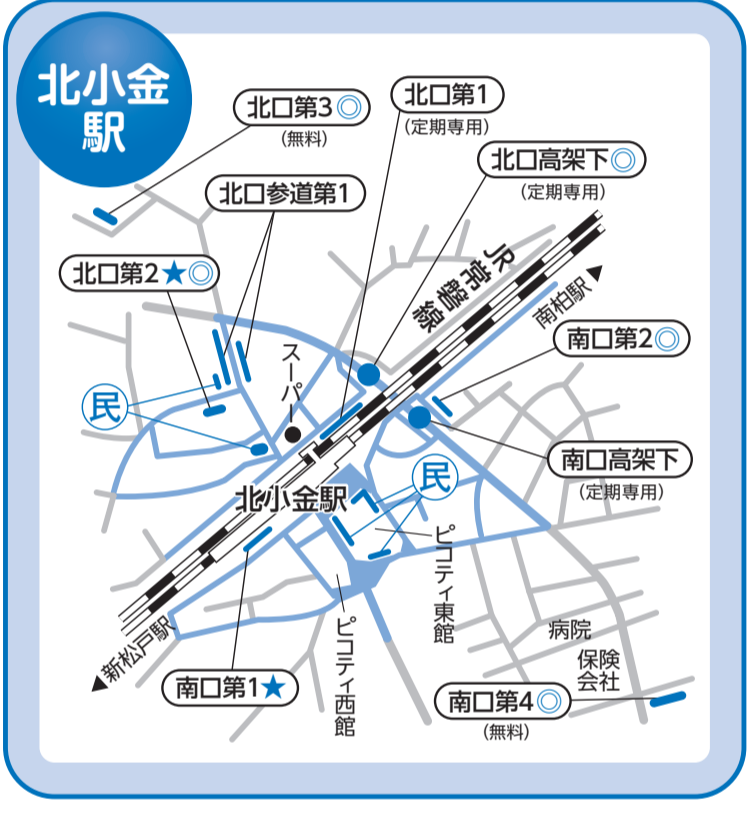 北小金
駅
北口第3◎
(無料)
北口第1
(定期専用)
北口高架下◎
(定期専用)
北口参道第1
北口第2★◎
JR常磐線
南柏駅
南口第2◎
スーパー
民
南口高架下
(定期専用)
北小金駅
民
ピコティ東館
ピコティ西館
新松戸駅
南口第1★
病院
保険
会社
南口第4◎
(無料)